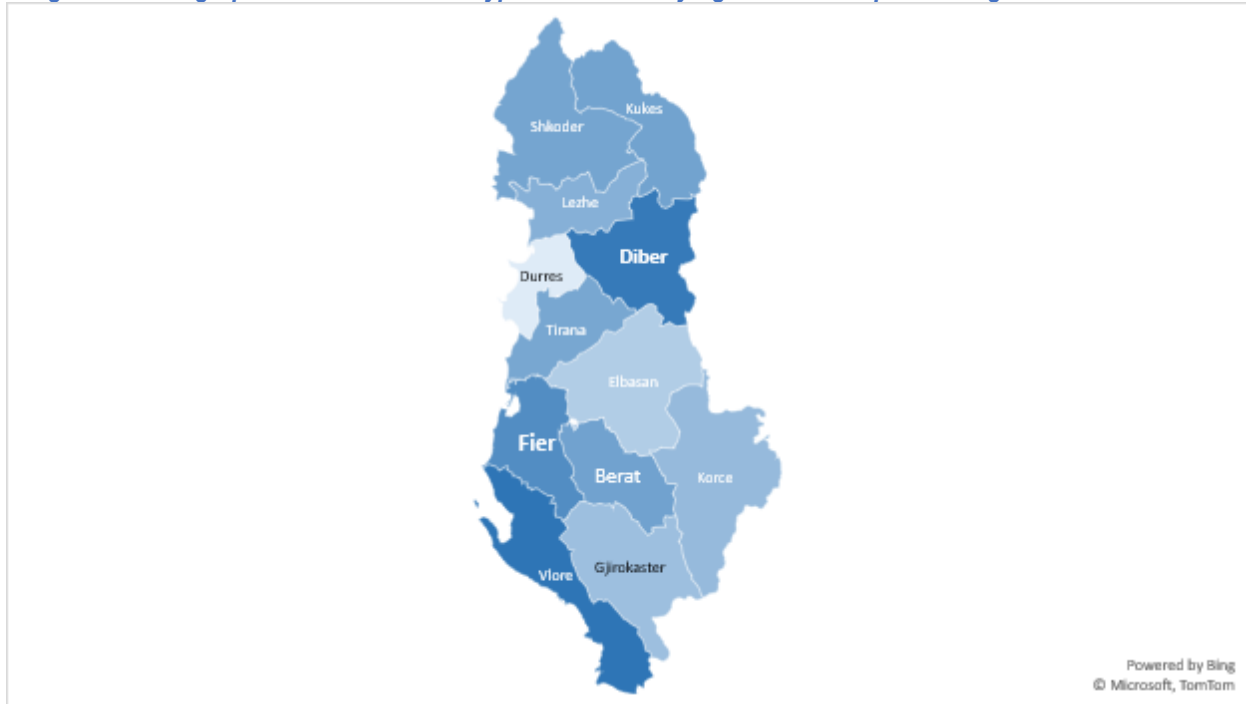 Shkoder
Kukes
Lezhe
Diber
Durres
Tirana
Elbasan
Fier
Berat
Korce
Vlore
Gjirokaster
Powered by Bing
© Microsoft, TomTom